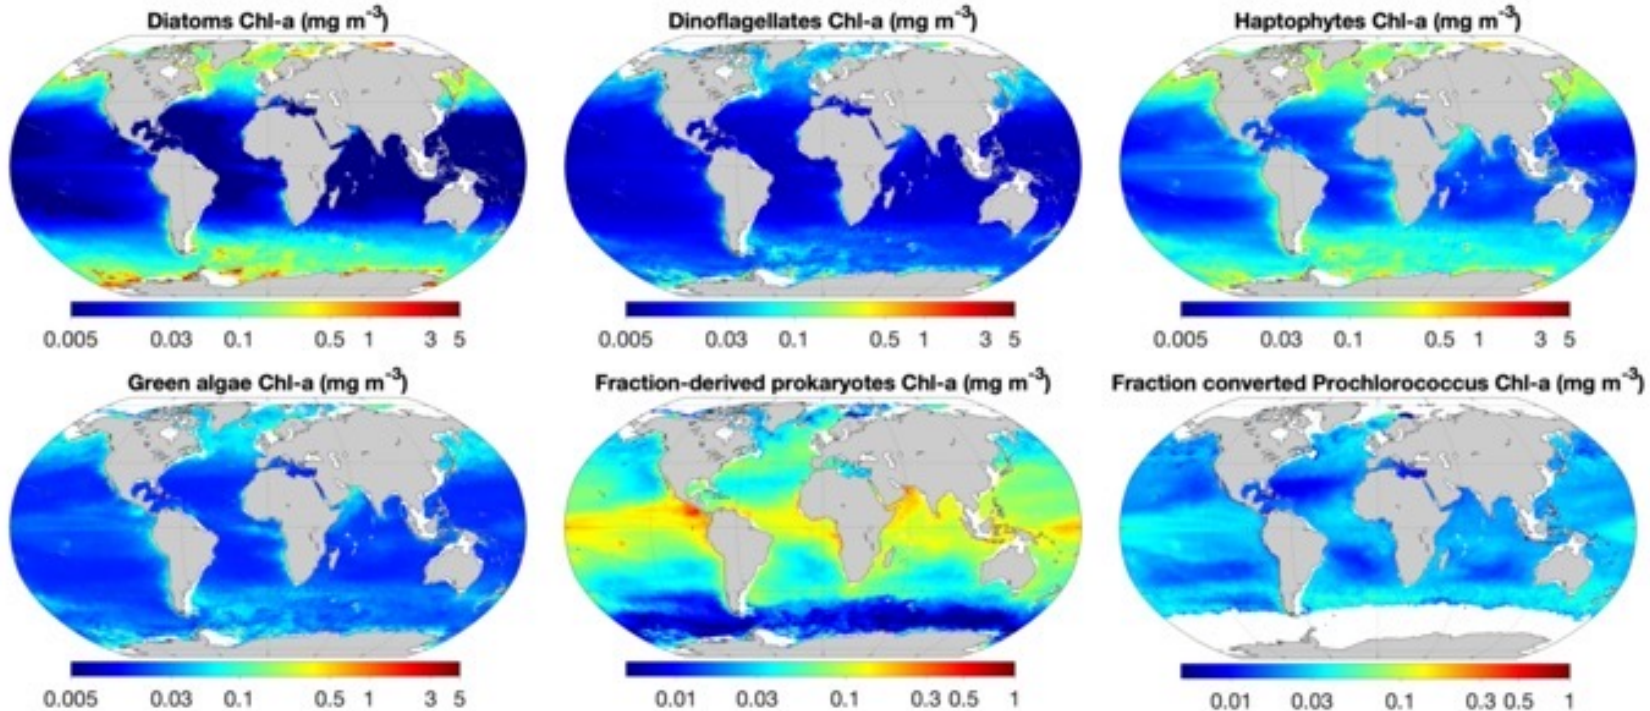 Diatoms Chl-a (mg m⁻³)
Dinoflagellates Chl-a (mg m⁻³)
Haptophytes Chl-a (mg m⁻³)
0.005 0.03 0.1 0.5 1 3 5
0.005 0.03 0.1 0.5 1 3 5
0.005 0.03 0.1 0.5 1 3 5
Green algae Chl-a (mg m⁻³)
Fraction-derived prokaryotes Chl-a (mg m⁻³)
Fraction converted Prochlorococcus Chl-a (mg m⁻³)
0.005 0.03 0.1 0.5 1 3 5
0.01 0.03 0.1 0.3 0.5 1
0.01 0.03 0.1 0.3 0.5 1